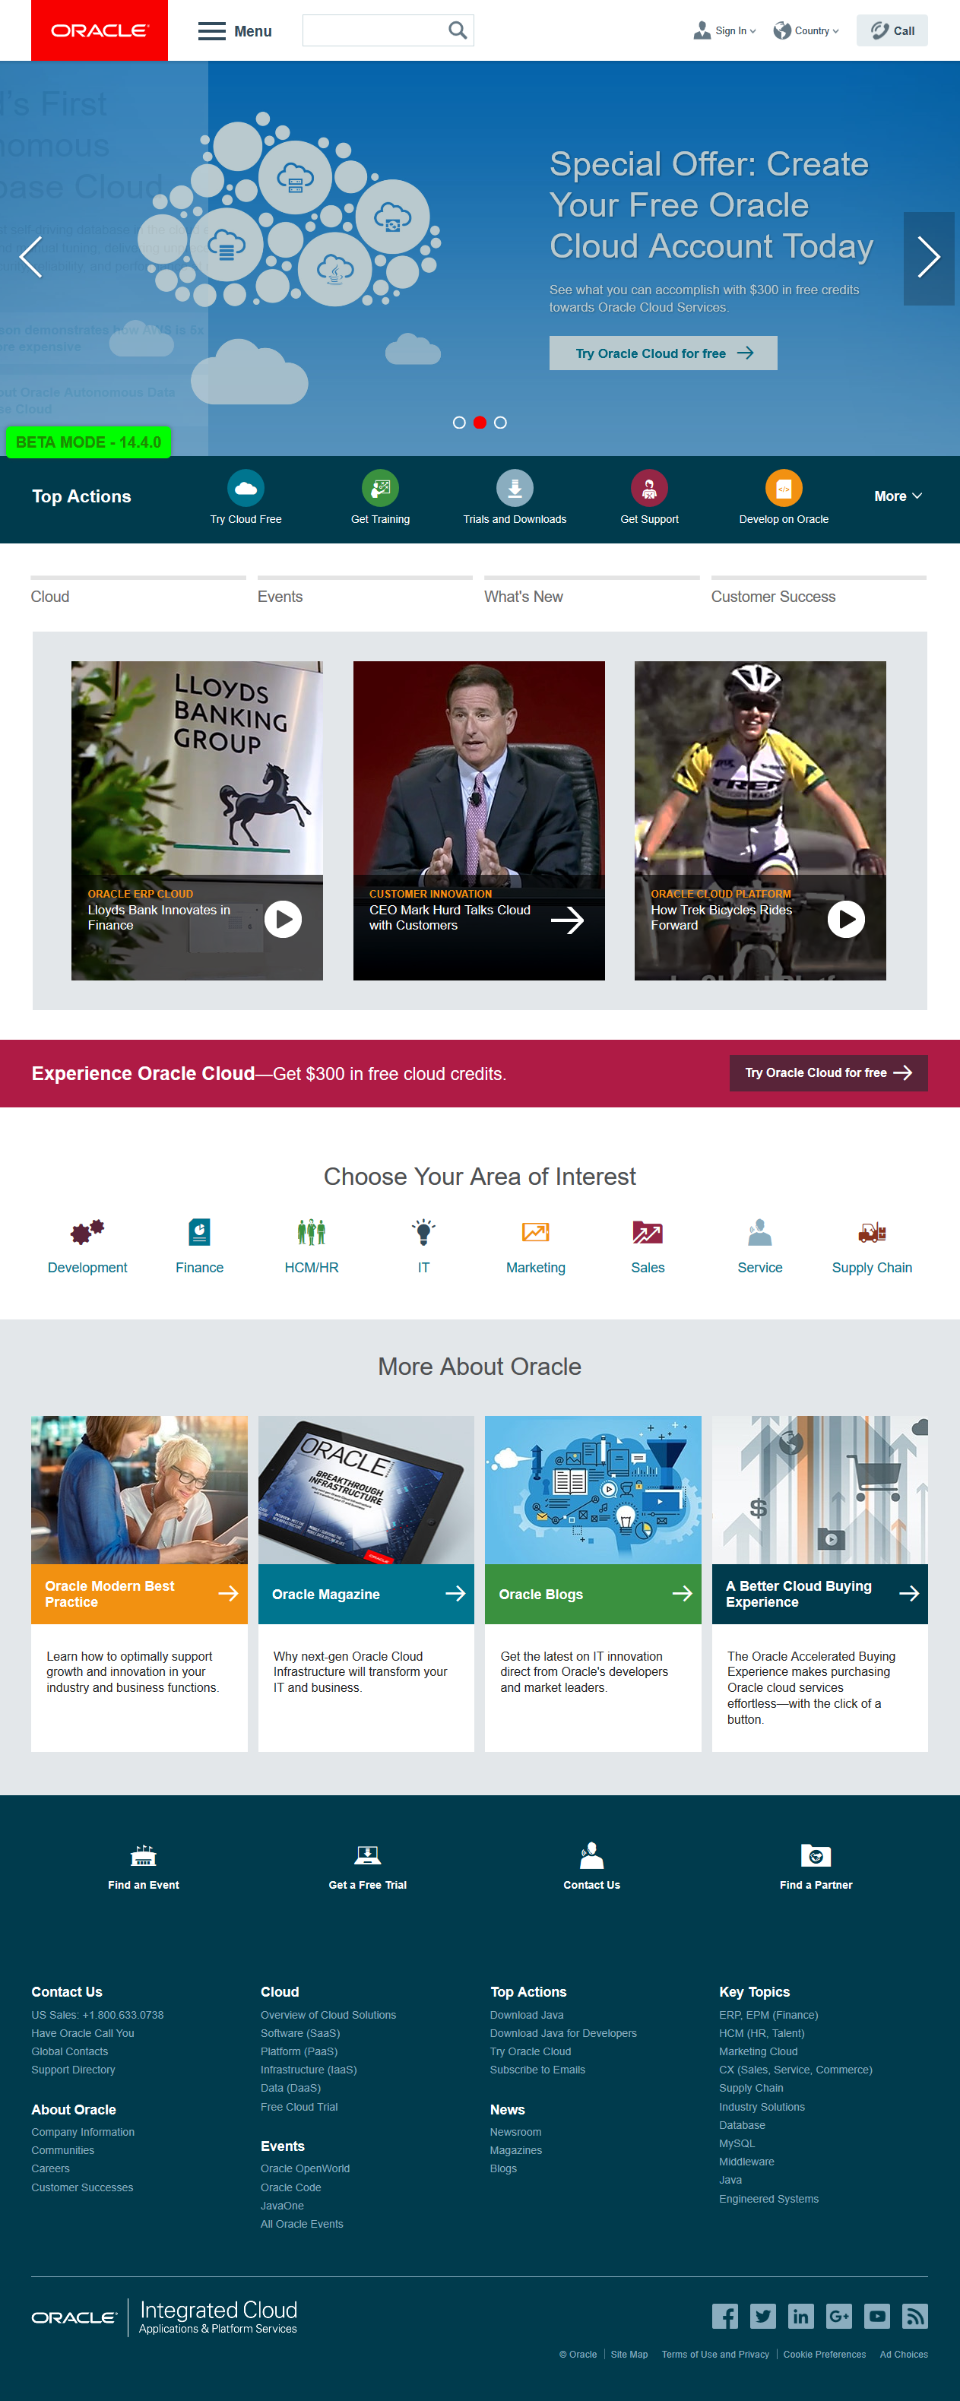 ORACLE
Menu
Sign In
Country
Call
's First
omous
base Cloud
Special Offer: Create
Your Free Oracle
Cloud Account Today
See what you can accomplish with $300 in free credits
towards Oracle Cloud Services.
Try Oracle Cloud for free
son demonstrates how AWS is 5x
re expensive
out Oracle Autonomous Data
se Cloud
BETA MODE - 14.4.0
Top Actions
Try Cloud Free
Get Training
Trials and Downloads
Get Support
Develop on Oracle
More
Cloud
Events
What's New
Customer Success
LLOYDS
BANKING
GROUP
ORACLE ERP CLOUD
Lloyds Bank Innovates in
Finance
CUSTOMER INNOVATION
CEO Mark Hurd Talks Cloud
with Customers
TREK
ORACLE CLOUD PLATFORM
How Trek Bicycles Rides
Forward
Experience Oracle Cloud—Get $300 in free cloud credits.
Try Oracle Cloud for free
Choose Your Area of Interest
Development
Finance
HCM/HR
IT
Marketing
Sales
Service
Supply Chain
More About Oracle
ORACLE
BREAKTHROUGH
INFRASTRUCTURE
Oracle Modern Best
Practice
Oracle Magazine
Oracle Blogs
A Better Cloud Buying
Experience
Learn how to optimally support
growth and innovation in your
industry and business functions.
Why next-gen Oracle Cloud
Infrastructure will transform your
IT and business.
Get the latest on IT innovation
direct from Oracle's developers
and market leaders.
The Oracle Accelerated Buying
Experience makes purchasing
Oracle cloud services
effortless—with the click of a
button.
Find an Event
Get a Free Trial
Contact Us
Find a Partner
Contact Us
US Sales: +1.800.633.0738
Have Oracle Call You
Global Contacts
Support Directory
About Oracle
Company Information
Communities
Careers
Customer Successes
Cloud
Overview of Cloud Solutions
Software (SaaS)
Platform (PaaS)
Infrastructure (IaaS)
Data (DaaS)
Free Cloud Trial
Events
Oracle OpenWorld
Oracle Code
JavaOne
All Oracle Events
Top Actions
Download Java
Download Java for Developers
Try Oracle Cloud
Subscribe to Emails
News
Newsroom
Magazines
Blogs
Key Topics
ERP, EPM (Finance)
HCM (HR, Talent)
Marketing Cloud
CX (Sales, Service, Commerce)
Supply Chain
Industry Solutions
Database
MySQL
Middleware
Java
Engineered Systems
ORACLE
Integrated Cloud
Applications & Platform Services
© Oracle
Site Map
Terms of Use and Privacy
Cookie Preferences
Ad Choices